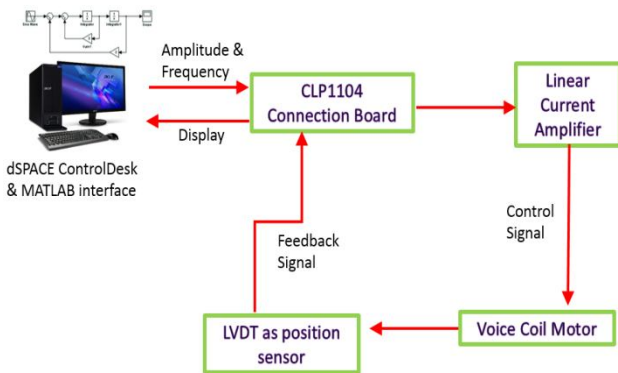 Amplitude &
Frequency
Display
dSPACE ControlDesk
& MATLAB interface
CLP1104
Connection Board
Linear
Current
Amplifier
Control
Signal
Feedback
Signal
LVDT as position
sensor
Voice Coil Motor